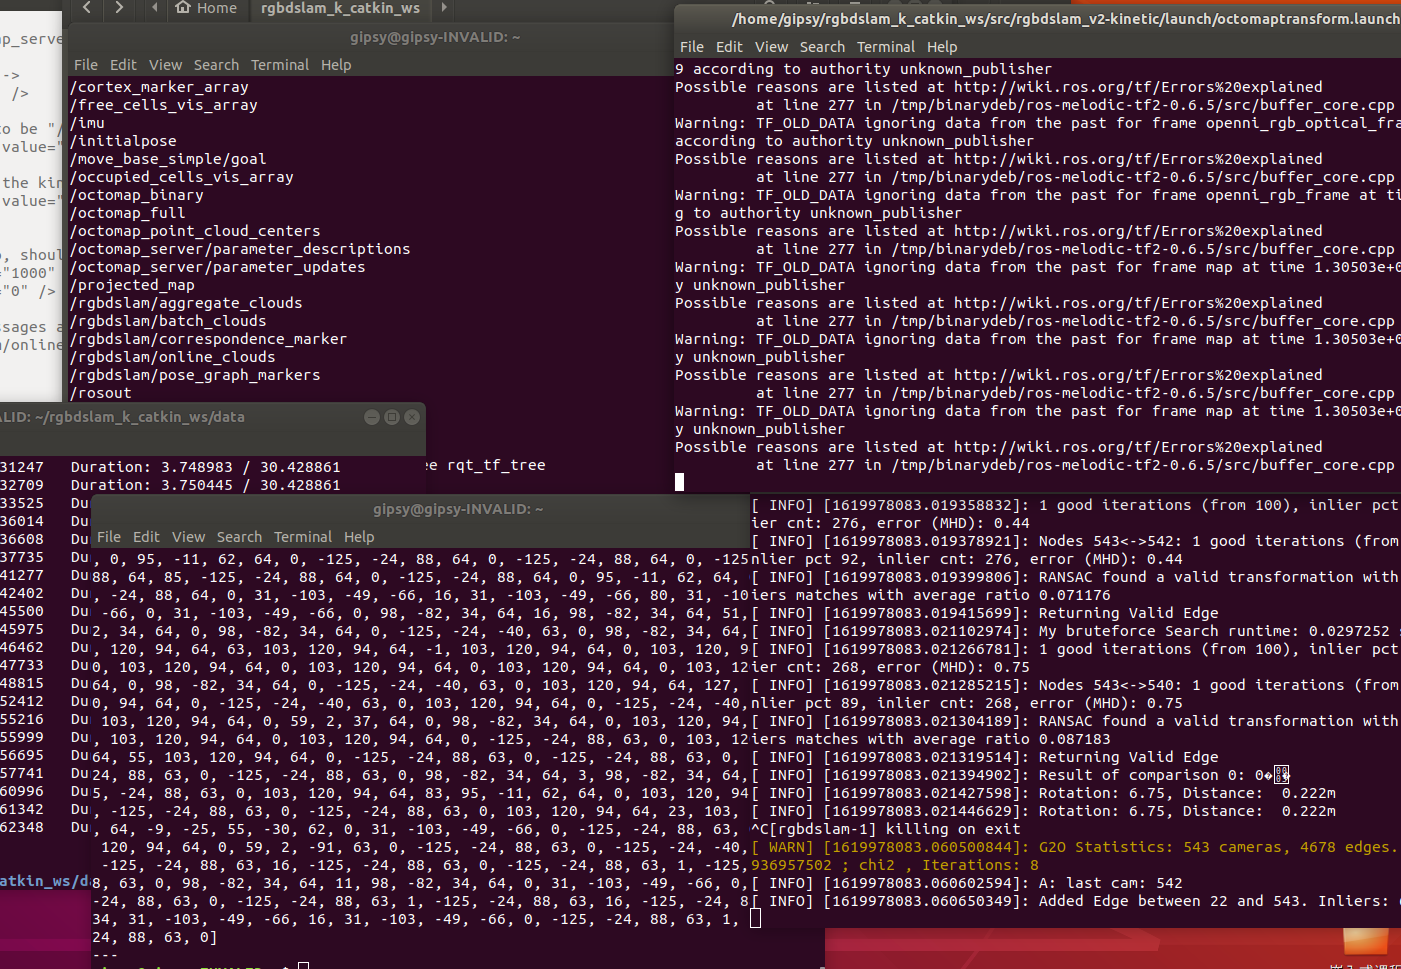 Home
rgbdslam_k_catkin_ws
/home/gipsy/rgbdslam_k_catkin_ws/src/rgbdslam_v2-kinetic/launch/octomaptransform.launch
ap_serve
->
/>
to be "/
value="
the kin
value="
, shoul
="1000"
="0" />
ssages a
m/online
gipsy@gipsy-INVALID: ~
File Edit View Search Terminal Help
/cortex_marker_array
/free_cells_vis_array
/imu
/initialpose
/move_base_simple/goal
/occupied_cells_vis_array
/octomap_binary
/octomap_full
/octomap_point_cloud_centers
/octomap_server/parameter_descriptions
/octomap_server/parameter_updates
/projected_map
/rgbdslam/aggregate_clouds
/rgbdslam/batch_clouds
/rgbdslam/correspondence_marker
/rgbdslam/online_clouds
/rgbdslam/pose_graph_markers
/rosout
ee rqt_tf_tree
File Edit View Search Terminal Help
9 according to authority unknown_publisher
Possible reasons are listed at http://wiki.ros.org/tf/Errors%20explained
at line 277 in /tmp/binarydeb/ros-melodic-tf2-0.6.5/src/buffer_core.cpp
Warning: TF_OLD_DATA ignoring data from the past for frame openni_rgb_optical_fra
according to authority unknown_publisher
Possible reasons are listed at http://wiki.ros.org/tf/Errors%20explained
at line 277 in /tmp/binarydeb/ros-melodic-tf2-0.6.5/src/buffer_core.cpp
Warning: TF_OLD_DATA ignoring data from the past for frame openni_rgb_frame at ti
g to authority unknown_publisher
Possible reasons are listed at http://wiki.ros.org/tf/Errors%20explained
at line 277 in /tmp/binarydeb/ros-melodic-tf2-0.6.5/src/buffer_core.cpp
Warning: TF_OLD_DATA ignoring data from the past for frame map at time 1.30503e+0
y unknown_publisher
Possible reasons are listed at http://wiki.ros.org/tf/Errors%20explained
at line 277 in /tmp/binarydeb/ros-melodic-tf2-0.6.5/src/buffer_core.cpp
Warning: TF_OLD_DATA ignoring data from the past for frame map at time 1.30503e+0
y unknown_publisher
Possible reasons are listed at http://wiki.ros.org/tf/Errors%20explained
at line 277 in /tmp/binarydeb/ros-melodic-tf2-0.6.5/src/buffer_core.cpp
Warning: TF_OLD_DATA ignoring data from the past for frame map at time 1.30503e+0
y unknown_publisher
Possible reasons are listed at http://wiki.ros.org/tf/Errors%20explained
at line 277 in /tmp/binarydeb/ros-melodic-tf2-0.6.5/src/buffer_core.cpp
ALID: ~/rgbdslam_k_catkin_ws/data
31247 Duration: 3.748983 / 30.428861
32709 Duration: 3.750445 / 30.428861
33525 Du
36014 Du
36608 Du
37735 Du
41277 Du
42402 Du
45500 Du
45975 Du
46462 Du
47733 Du
48815 Du
52412 Du
55216 Du
55999 Du
56695 Du
57741 Du
60996 Du
61342 Du
62348 Du
atkin_ws/da
gipsy@gipsy-INVALID: ~
File Edit View Search Terminal Help
, 0, 95, -11, 62, 64, 0, -125, -24, 88, 64, 0, -125, -24, 88, 64, 0, -125
88, 64, 85, -125, -24, 88, 64, 0, -125, -24, 88, 64, 0, 95, -11, 62, 64,
, -24, 88, 64, 0, 31, -103, -49, -66, 16, 31, -103, -49, -66, 80, 31, -10
-66, 0, 31, -103, -49, -66, 0, 98, -82, 34, 64, 16, 98, -82, 34, 64, 51,
2, 34, 64, 0, 98, -82, 34, 64, 0, -125, -24, -40, 63, 0, 98, -82, 34, 64,
, 120, 94, 64, 63, 103, 120, 94, 64, -1, 103, 120, 94, 64, 0, 103, 120, 9
0, 103, 120, 94, 64, 0, 103, 120, 94, 64, 0, 103, 120, 94, 64, 0, 103, 12
64, 0, 98, -82, 34, 64, 0, -125, -24, -40, 63, 0, 103, 120, 94, 64, 127,
0, 94, 64, 0, -125, -24, -40, 63, 0, 103, 120, 94, 64, 0, -125, -24, -40,
103, 120, 94, 64, 0, 59, 2, 37, 64, 0, 98, -82, 34, 64, 0, 103, 120, 94,
, 103, 120, 94, 64, 0, 103, 120, 94, 64, 0, -125, -24, 88, 63, 0, 103, 12
64, 55, 103, 120, 94, 64, 0, -125, -24, 88, 63, 0, -125, -24, 88, 63, 0,
24, 88, 63, 0, -125, -24, 88, 63, 0, 98, -82, 34, 64, 3, 98, -82, 34, 64,
5, -24, 88, 63, 0, 103, 120, 94, 64, 83, 95, -11, 62, 64, 0, 103, 120, 94
, -125, -24, 88, 63, 0, -125, -24, 88, 63, 0, 103, 120, 94, 64, 23, 103,
, 64, -9, -25, 55, -30, 62, 0, 31, -103, -49, -66, 0, -125, -24, 88, 63,
120, 94, 64, 0, 59, 2, -91, 63, 0, -125, -24, 88, 63, 0, -125, -24, -40,
-125, -24, 88, 63, 16, -125, -24, 88, 63, 0, -125, -24, 88, 63, 1, -125,
8, 63, 0, 98, -82, 34, 64, 11, 98, -82, 34, 64, 0, 31, -103, -49, -66, 0,
-24, 88, 63, 0, -125, -24, 88, 63, 1, -125, -24, 88, 63, 16, -125, -24, 8
34, 31, -103, -49, -66, 16, 31, -103, -49, -66, 0, -125, -24, 88, 63, 1,
24, 88, 63, 0]
---
[ INFO] [1619978083.019358832]: 1 good iterations (from 100), inlier pct
ier cnt: 276, error (MHD): 0.44
[ INFO] [1619978083.019378921]: Nodes 543<->542: 1 good iterations (from
nlier pct 92, inlier cnt: 276, error (MHD): 0.44
[ INFO] [1619978083.019399806]: RANSAC found a valid transformation with
iers matches with average ratio 0.071176
[ INFO] [1619978083.019415699]: Returning Valid Edge
[ INFO] [1619978083.021102974]: My bruteforce Search runtime: 0.0297252 s
[ INFO] [1619978083.021266781]: 1 good iterations (from 100), inlier pct
ier cnt: 268, error (MHD): 0.75
[ INFO] [1619978083.021285215]: Nodes 543<->540: 1 good iterations (from
nlier pct 89, inlier cnt: 268, error (MHD): 0.75
[ INFO] [1619978083.021304189]: RANSAC found a valid transformation with
iers matches with average ratio 0.087183
[ INFO] [1619978083.021319514]: Returning Valid Edge
[ INFO] [1619978083.021394902]: Result of comparison 0: 0
[ INFO] [1619978083.021427598]: Rotation: 6.75, Distance: 0.222m
[ INFO] [1619978083.021446629]: Rotation: 6.75, Distance: 0.222m
^C[rgbdslam-1] killing on exit
[ WARN] [1619978083.060500844]: G2O Statistics: 543 cameras, 4678 edges.
936957502 ; chi2 , Iterations: 8
[ INFO] [1619978083.060602594]: A: last cam: 542
[ INFO] [1619978083.060650349]: Added Edge between 22 and 543. Inliers: